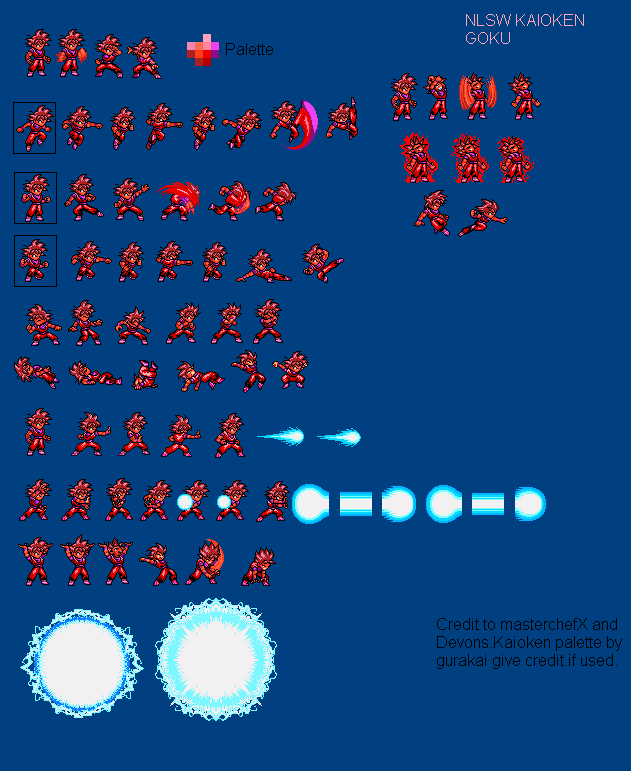 NLSW KAIOKEN
GOKU
Palette
Credit to masterchefX and
Devons.Kaioken palette by
gurakai give credit if used.